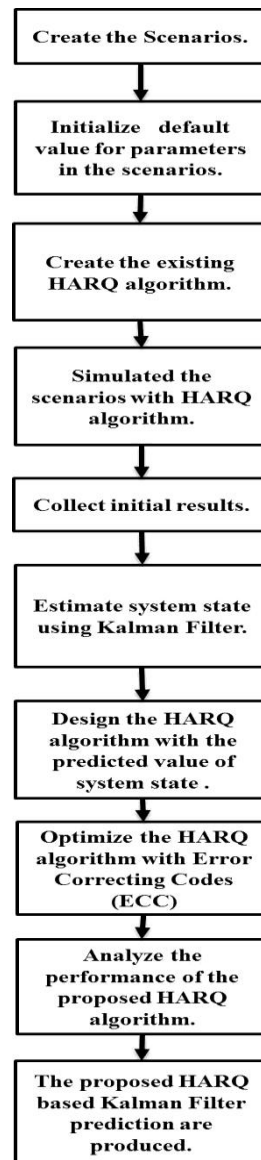 Create the Scenarios.
Initialize default
value for parameters
in the scenarios.
Create the existing
HARQ algorithm.
Simulated the
scenarios with HARQ
algorithm.
Collect initial results.
Estimate system state
using Kalman Filter.
Design the HARQ
algorithm with the
predicted value of
system state .
Optimize the HARQ
algorithm with Error
Correcting Codes
(ECC)
Analyze the
performance of the
proposed HARQ
algorithm.
The proposed HARQ
based Kalman Filter
prediction are
produced.